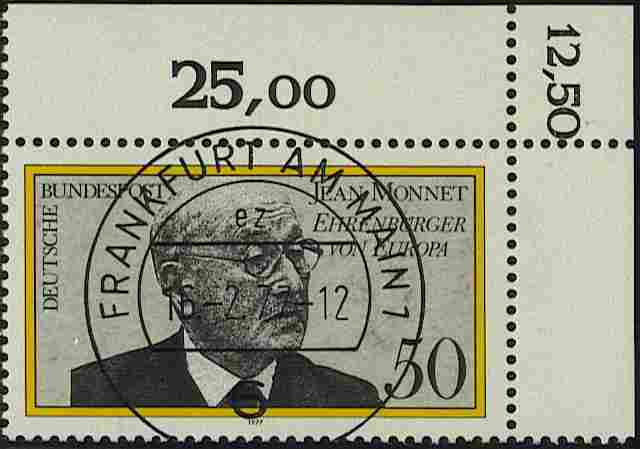 25,00
12,50
DEUTSCHE
BUNDESPOST
JEAN MONNET
EHRENBÜRGER
VON EUROPA
50
1977
FRANKFURT AM MAIN 1
ez
16-2.77-12
6